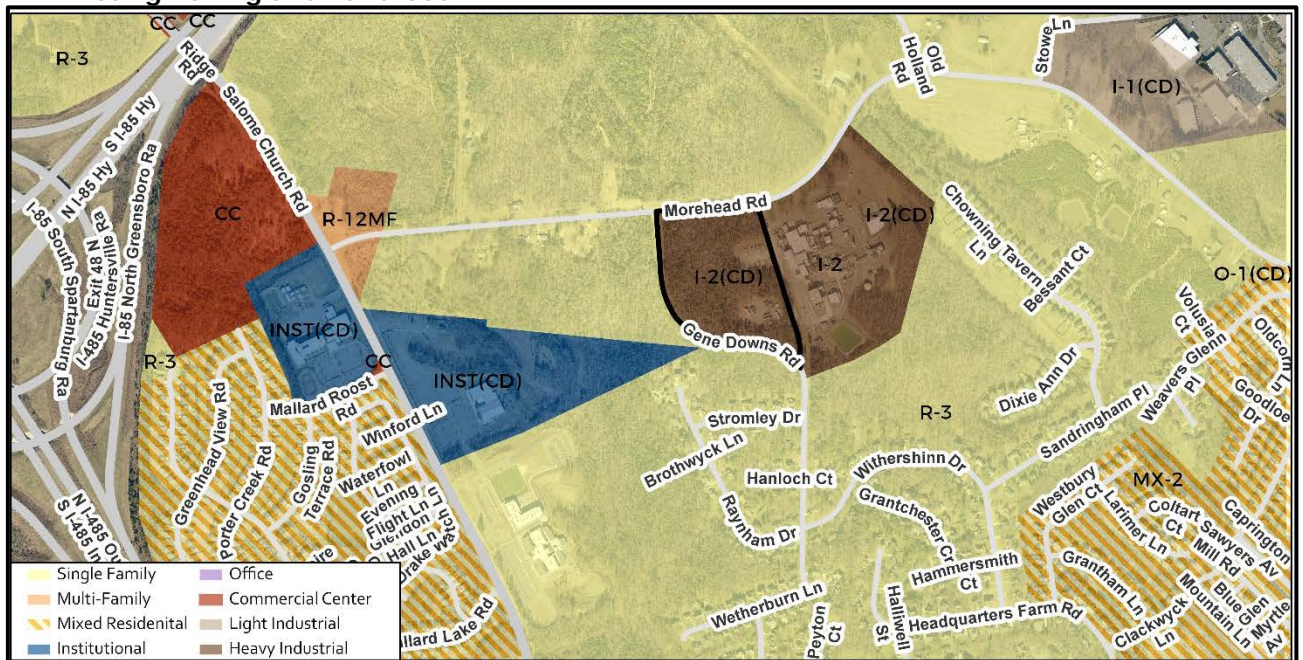 CC
CC
R-3
Ridge Rd
Salome Church Rd
S I-85 Hy
N I-85 Hy
I-85 South Spartanburg Ra
Exit 48 N
I-485 Huntersville Ra
I-85 North Greensboro Ra
CC
R-12MF
Morehead Rd
Old Holland Rd
Stowe Ln
I-1(CD)
I-2(CD)
I-2
I-2(CD)
Gene Downs Rd
Chowning Tavern Ln
Bessant Ct
O-1(CD)
Volusia Ct
Oldcorn Ln
Weavers Glenn Pl
Goodloe Dr
Dixie Ann Dr
Sandringham Pl
R-3
INST(CD)
CC
INST(CD)
R-3
Mallard Roost Rd
Winford Ln
Greenhead View Rd
Porter Creek Rd
Gosling Terrace Rd
Waterfowl Ln
Evening Flight Ln
Glendon Hall Ln
Drake Watch Ln
N I-485 Ou
S I-485 In
Stromley Dr
Brothwyck Ln
Hanloch Ct
Raynham Dr
Withershinn Dr
Grantchester Cr
Hammersmith Ct
Wetherburn Ln
Peyton Ct
Halliwell St
Headquarters Farm Rd
Westbury Glen Ct
MX-2
Larimer Ln
Coltart Ct
Sawyers Mill Rd
Caprington Av
Grantham Ln
Clackwyck Ln
Mountain Ln
Blue Glen
Myrtle Av
Single Family
Multi-Family
Mixed Residenital
Institutional
Office
Commercial Center
Light Industrial
Heavy Industrial